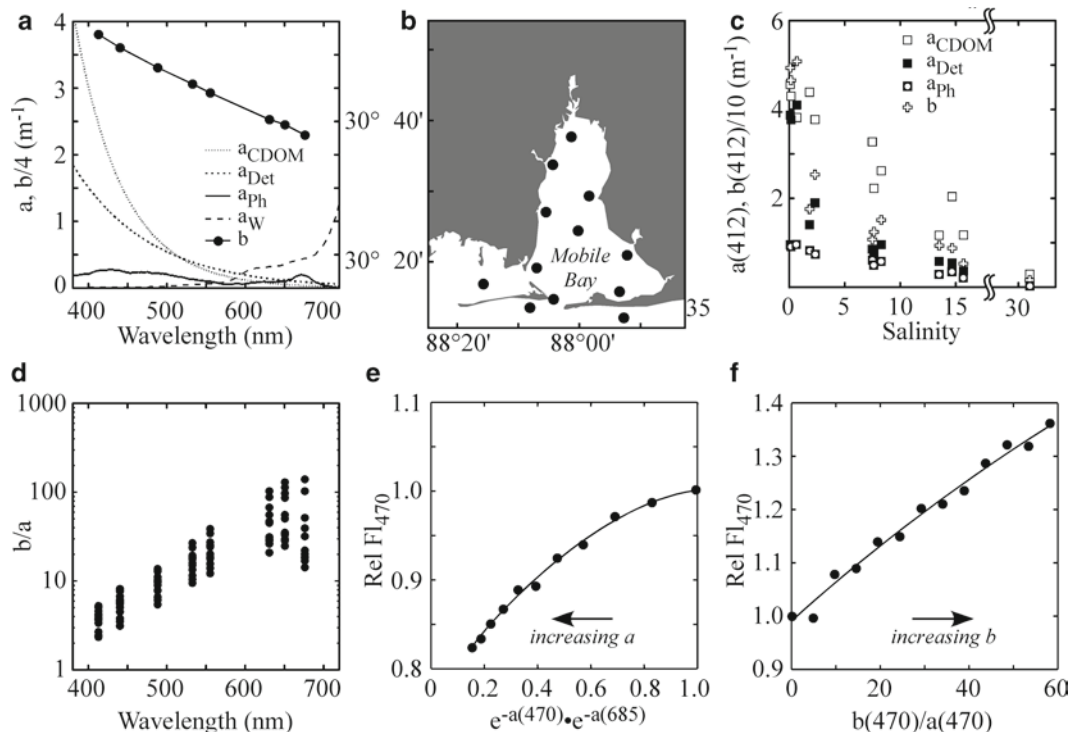 a
4
3
2
1
0
a, b/4 (m⁻¹)
a_CDOM
a_Det
a_Ph
a_W
b
400 500 600 700
Wavelength (nm)
b
30°
40'
30°
20'
Mobile
Bay
35
88°20' 88°00'
c
6
4
2
a(412), b(412)/10 (m⁻¹)
a_CDOM
a_Det
a_Ph
b
0 5 10 15 30
Salinity
d
1000
100
10
1
b/a
400 500 600 700
Wavelength (nm)
e
1.1
1.0
0.9
0.8
Rel Fl₄₇₀
increasing a
0 0.2 0.4 0.6 0.8 1.0
e^-a(470)•e^-a(685)
f
1.4
1.3
1.2
1.1
1.0
0.9
Rel Fl₄₇₀
increasing b
0 20 40 60
b(470)/a(470)